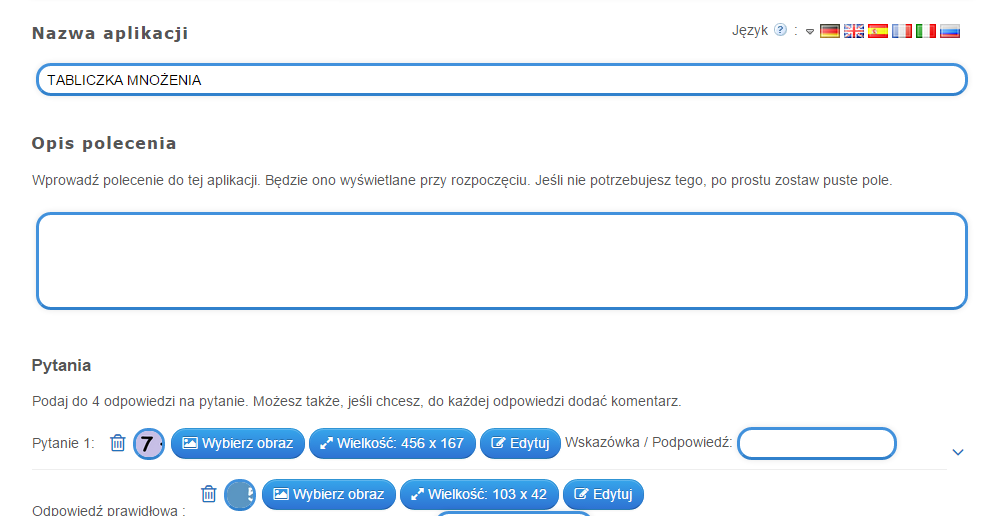 Nazwa aplikacji
Język ? :
TABLICZKA MNOŻENIA
Opis polecenia
Wprowadź polecenie do tej aplikacji. Będzie ono wyświetlane przy rozpoczęciu. Jeśli nie potrzebujesz tego, po prostu zostaw puste pole.
Pytania
Podaj do 4 odpowiedzi na pytanie. Możesz także, jeśli chcesz, do każdej odpowiedzi dodać komentarz.
Pytanie 1: 7 Wybierz obraz Wielkość: 456 x 167 Edytuj Wskazówka / Podpowiedź:
Wybierz obraz Wielkość: 103 x 42 Edytuj
Odpowiedź prawidłowa :